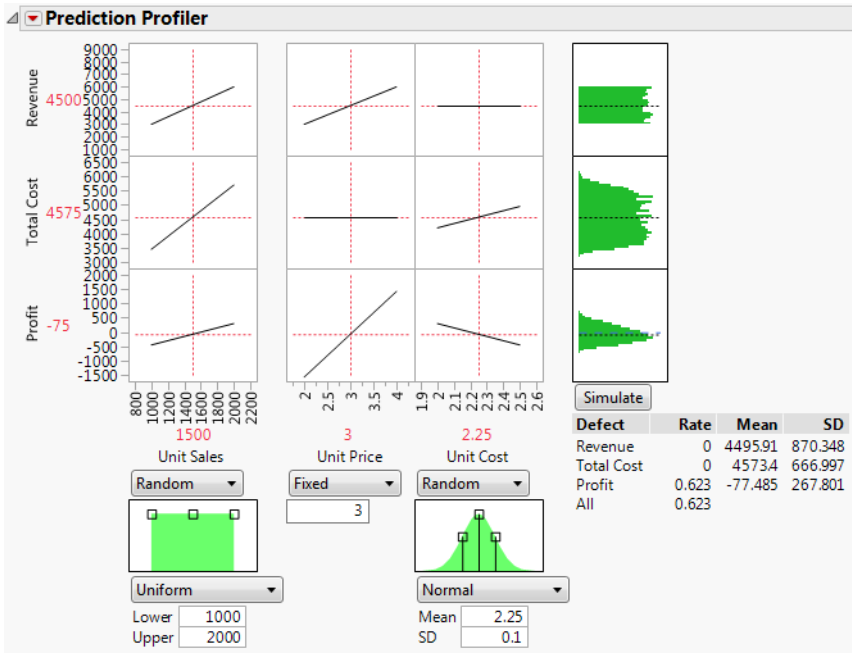 Prediction Profiler
Revenue
4500
9000
8000
7000
6000
5000
4000
3000
2000
1000
Total Cost
4575
6500
6000
5500
5000
4500
4000
3500
3000
Profit
-75
2000
1500
1000
500
0
-500
-1000
-1500
800
1000
1200
1400
1600
1800
2000
2200
2
2.5
3
3.5
4
1.9
2
2.1
2.2
2.3
2.4
2.5
2.6
1500
3
2.25
Unit Sales
Unit Price
Unit Cost
Random
Fixed
Random
3
Uniform
Normal
Lower 1000
Upper 2000
Mean 2.25
SD 0.1
Simulate
Defect Rate Mean SD
Revenue 0 4495.91 870.348
Total Cost 0 4573.4 666.997
Profit 0.623 -77.485 267.801
All 0.623